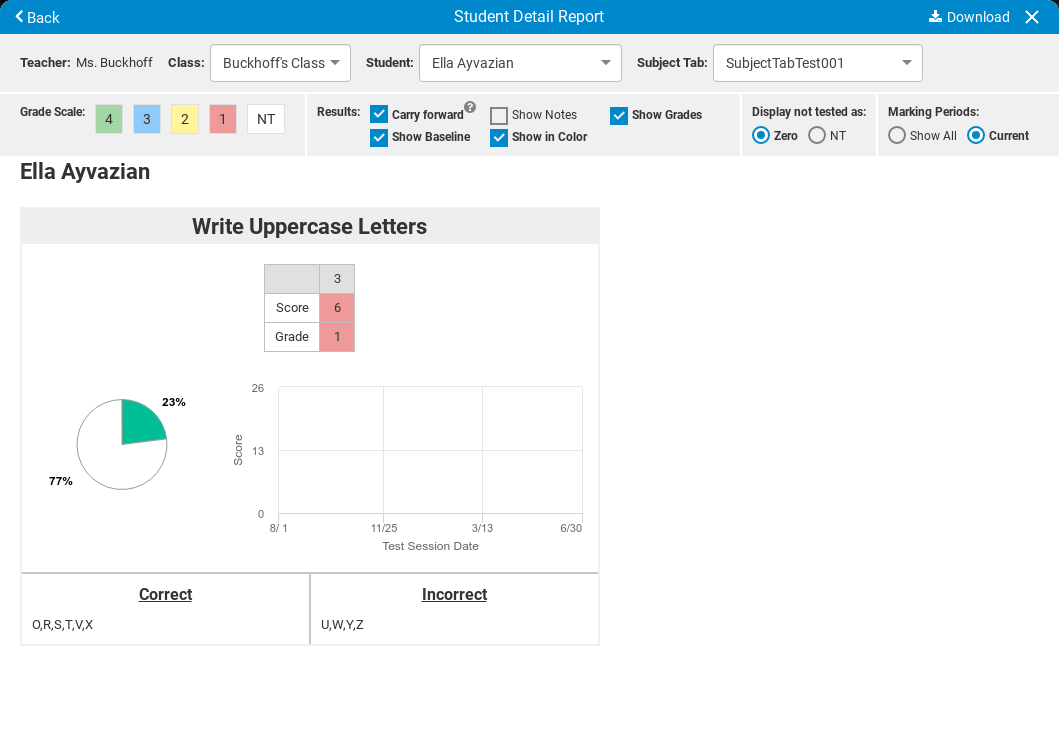 Back
Student Detail Report
Download
Teacher: Ms. Buckhoff
Class: Buckhoff's Class
Student: Ella Ayvazian
Subject Tab: SubjectTabTest001
Grade Scale: 4 3 2 1 NT
Results: Carry forward ? Show Notes Show Grades
Show Baseline Show in Color
Display not tested as:
Zero NT
Marking Periods:
Show All Current
Ella Ayvazian
Write Uppercase Letters
3
Score 6
Grade 1
23%
77%
26
13
0
Score
8/ 1 11/25 3/13 6/30
Test Session Date
Correct
O,R,S,T,V,X
Incorrect
U,W,Y,Z